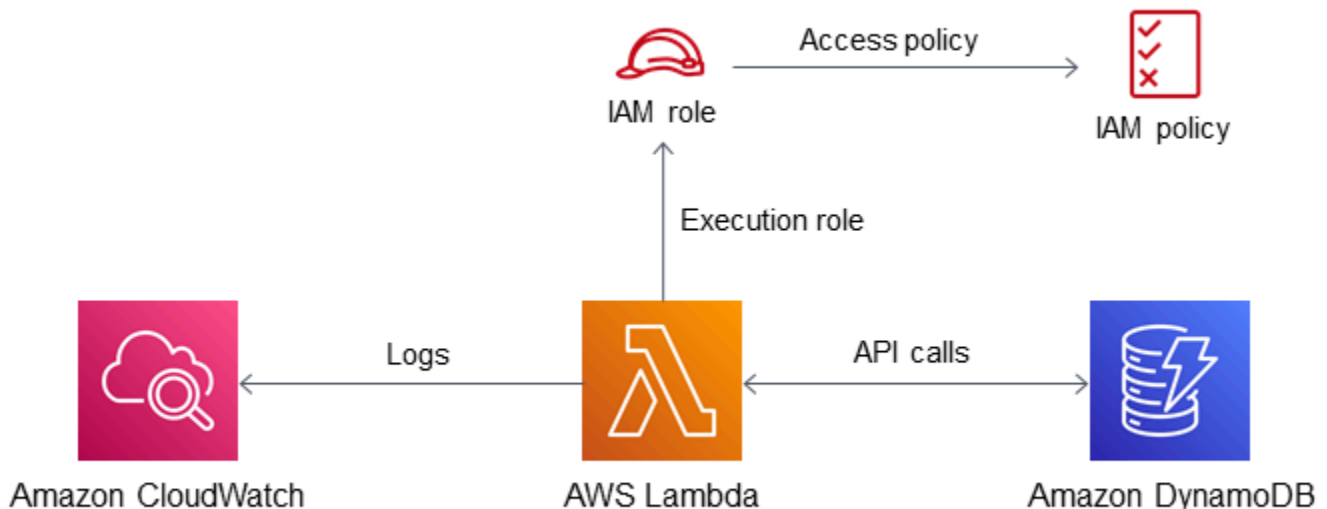 Access policy
IAM role
IAM policy
Execution role
Logs
API calls
Amazon CloudWatch
AWS Lambda
Amazon DynamoDB